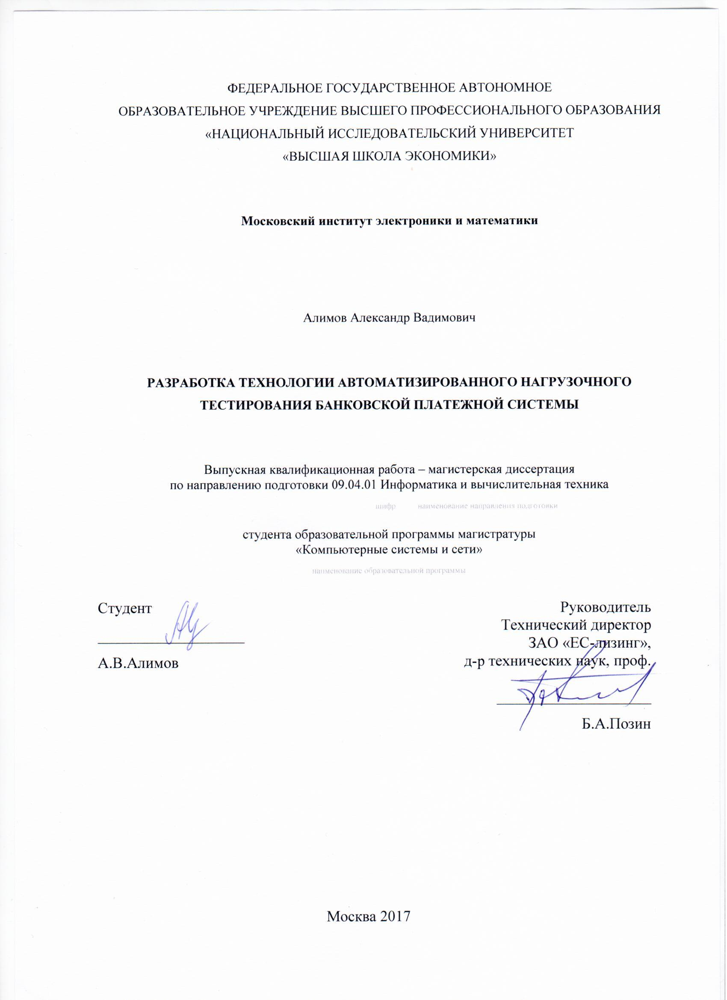 ФЕДЕРАЛЬНОЕ ГОСУДАРСТВЕННОЕ АВТОНОМНОЕ
ОБРАЗОВАТЕЛЬНОЕ УЧРЕЖДЕНИЕ ВЫСШЕГО ПРОФЕССИОНАЛЬНОГО ОБРАЗОВАНИЯ
«НАЦИОНАЛЬНЫЙ ИССЛЕДОВАТЕЛЬСКИЙ УНИВЕРСИТЕТ
«ВЫСШАЯ ШКОЛА ЭКОНОМИКИ»
Московский институт электроники и математики
Алимов Александр Вадимович
РАЗРАБОТКА ТЕХНОЛОГИИ АВТОМАТИЗИРОВАННОГО НАГРУЗОЧНОГО
ТЕСТИРОВАНИЯ БАНКОВСКОЙ ПЛАТЕЖНОЙ СИСТЕМЫ
Выпускная квалификационная работа – магистерская диссертация
по направлению подготовки 09.04.01 Информатика и вычислительная техника
шифр наименование направления подготовки
студента образовательной программы магистратуры
«Компьютерные системы и сети»
наименование образовательной программы
Студент
А.В.Алимов
Руководитель
Технический директор
ЗАО «ЕС-лизинг»,
д-р технических наук, проф.
Б.А.Позин
Москва 2017